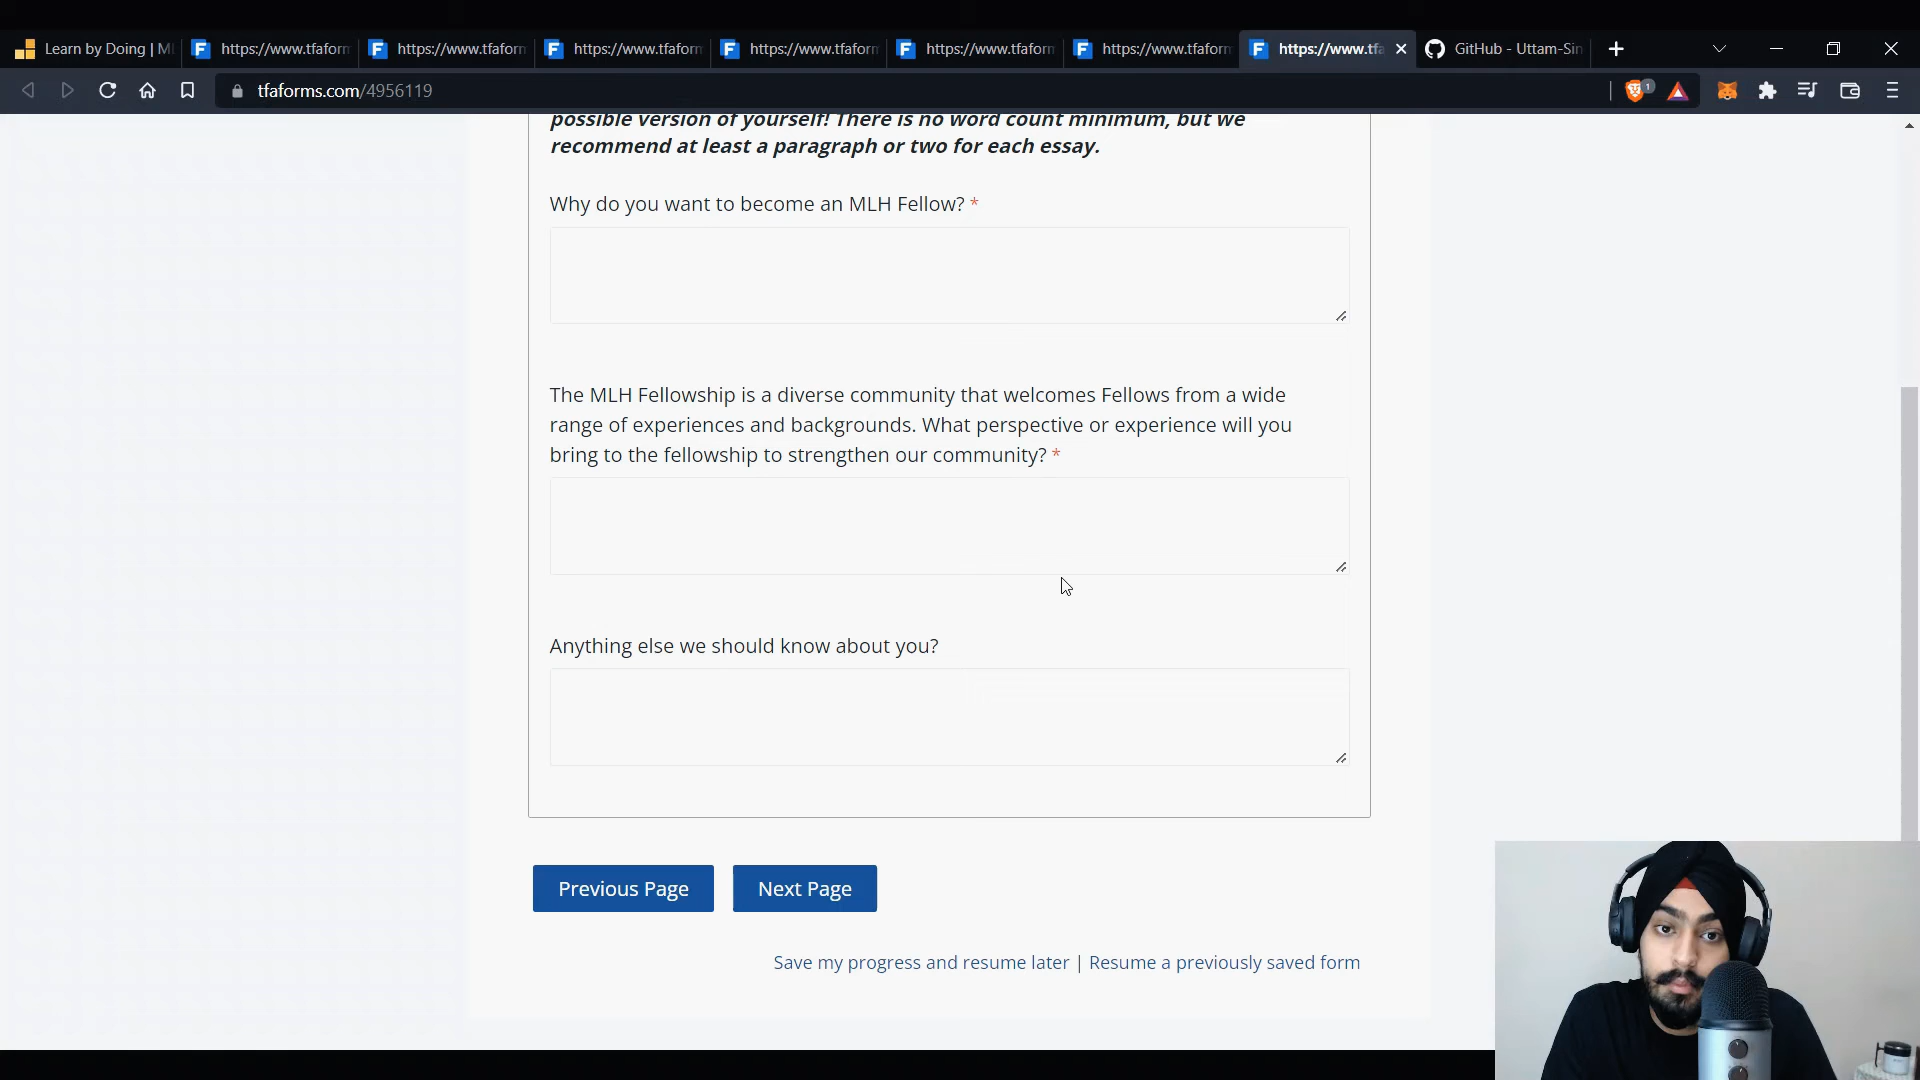 Learn by Doing | M
https://www.tfaform
https://www.tfaform
https://www.tfaform
https://www.tfaform
https://www.tfaform
https://www.tfaform
https://www.tfa
GitHub - Uttam-Sin
tfaforms.com/4956119
1
possible version of yourself! There is no word count minimum, but we
recommend at least a paragraph or two for each essay.
Why do you want to become an MLH Fellow? *
The MLH Fellowship is a diverse community that welcomes Fellows from a wide
range of experiences and backgrounds. What perspective or experience will you
bring to the fellowship to strengthen our community? *
Anything else we should know about you?
Previous Page
Next Page
Save my progress and resume later | Resume a previously saved form